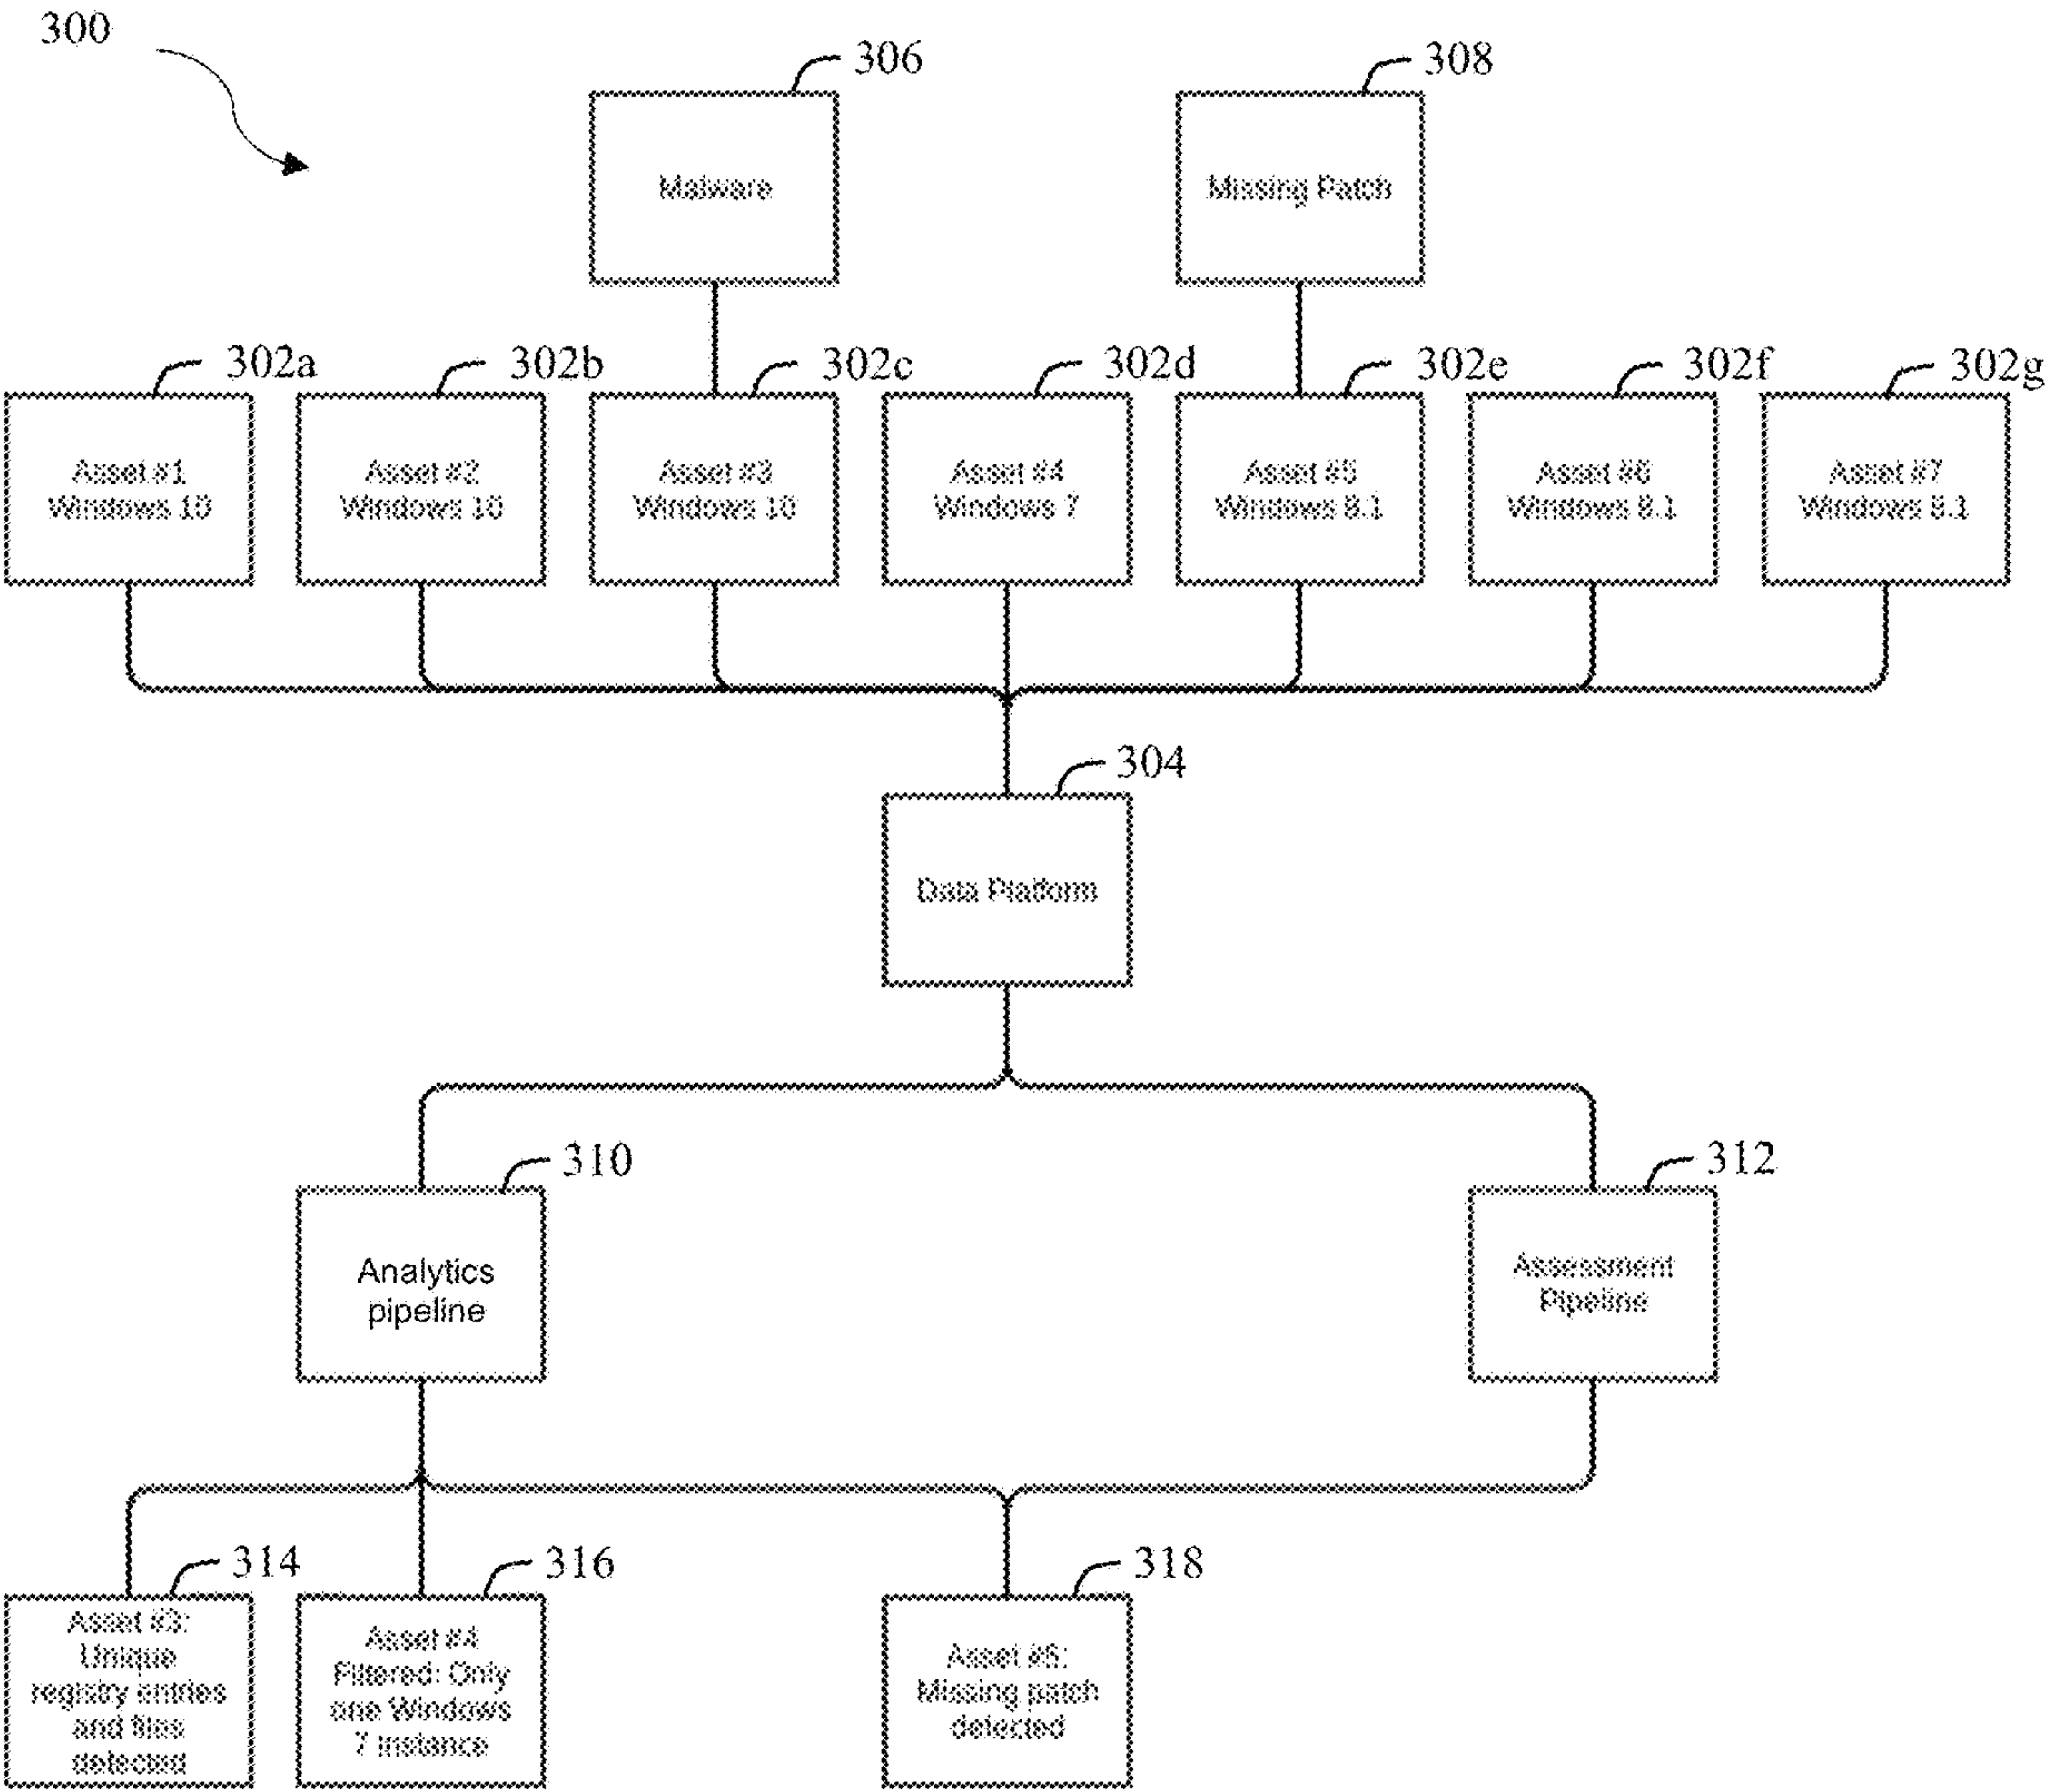 300
306
308
Malware
Missing Patch
302a
302b
302c
302d
302e
302f
302g
Asset #1
Windows 10
Asset #2
Windows 10
Asset #3
Windows 10
Asset #4
Windows 7
Asset #5
Windows 8.1
Asset #6
Windows 8.1
Asset #7
Windows 8.1
304
Data Platform
310
312
Analytics
pipeline
Assessment
Pipeline
314
316
318
Asset #3:
Unique
registry entries
and files
detected
Asset #4
Filtered: Only
one Windows
7 instance
Asset #5:
Missing patch
detected